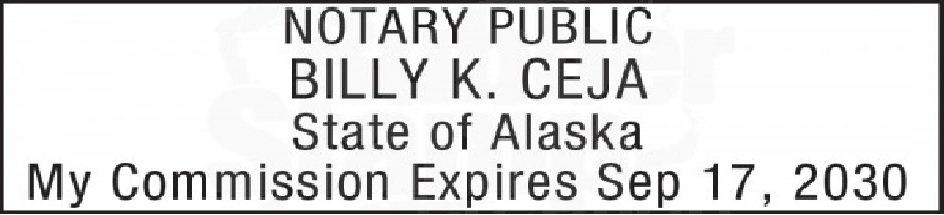 NOTARY PUBLIC
BILLY K. CEJA
State of Alaska
My Commission Expires Sep 17, 2030